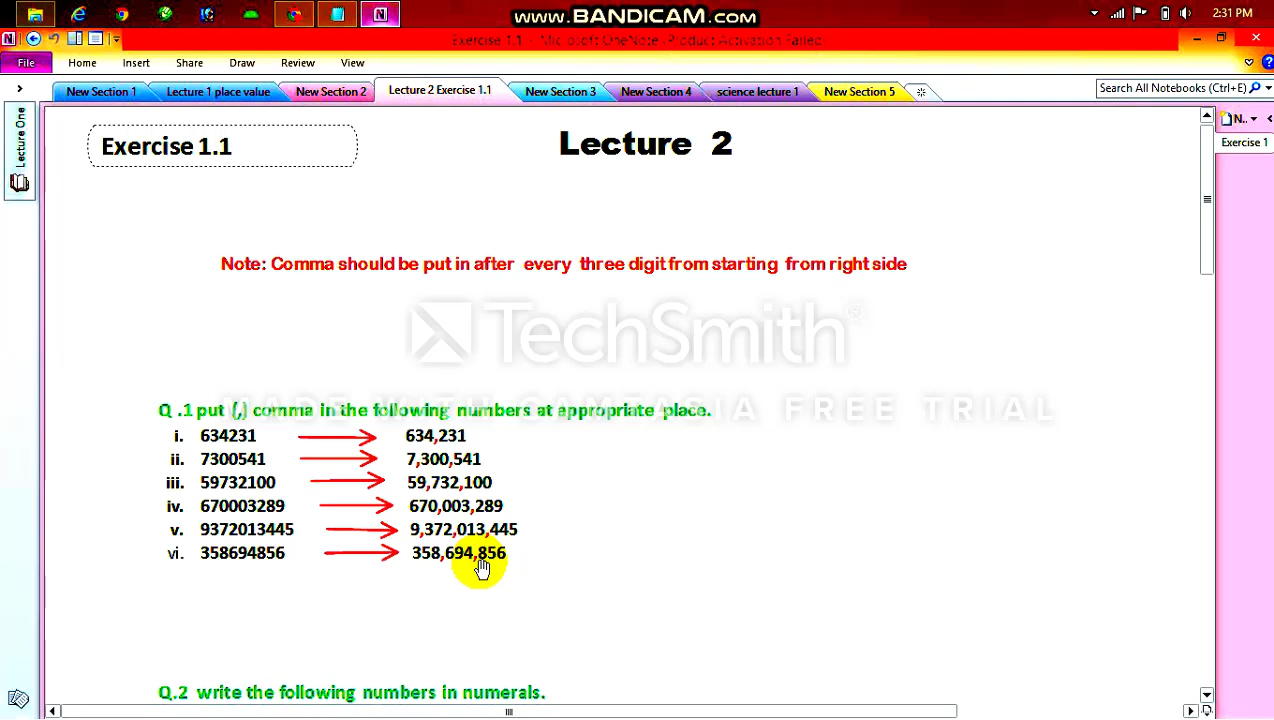 www.BANDICAM.com
2:31 PM
Exercise 1.1 - Microsoft OneNote (Product Activation Failed)
File Home Insert Share Draw Review View
New Section 1 Lecture 1 place value New Section 2 Lecture 2 Exercise 1.1 New Section 3 New Section 4 science lecture 1 New Section 5
Search All Notebooks (Ctrl+E)
N..
Lecture One
Exercise 1
Exercise 1.1
Lecture 2
Note: Comma should be put in after every three digit from starting from right side
TechSmith®
MADE WITH CAMTASIA FREE TRIAL
Q .1 put (,) comma in the following numbers at appropriate place.
i. 634231 634,231
ii. 7300541 7,300,541
iii. 59732100 59,732,100
iv. 670003289 670,003,289
v. 9372013445 9,372,013,445
vi. 358694856 358,694,856
Q.2 write the following numbers in numerals.